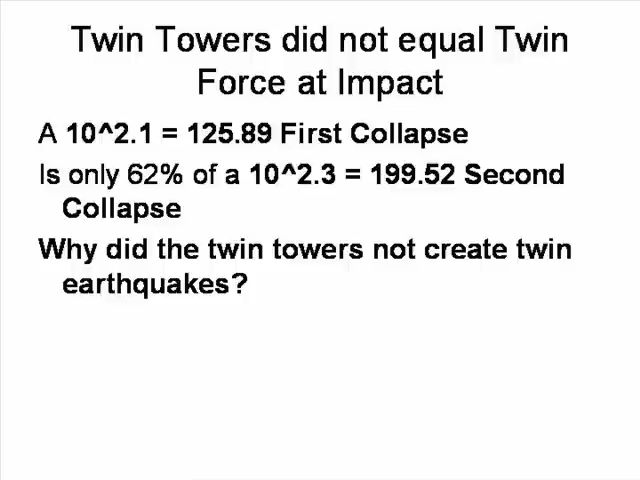 Twin Towers did not equal Twin
Force at Impact
A 10^2.1 = 125.89 First Collapse
Is only 62% of a 10^2.3 = 199.52 Second
Collapse
Why did the twin towers not create twin
earthquakes?